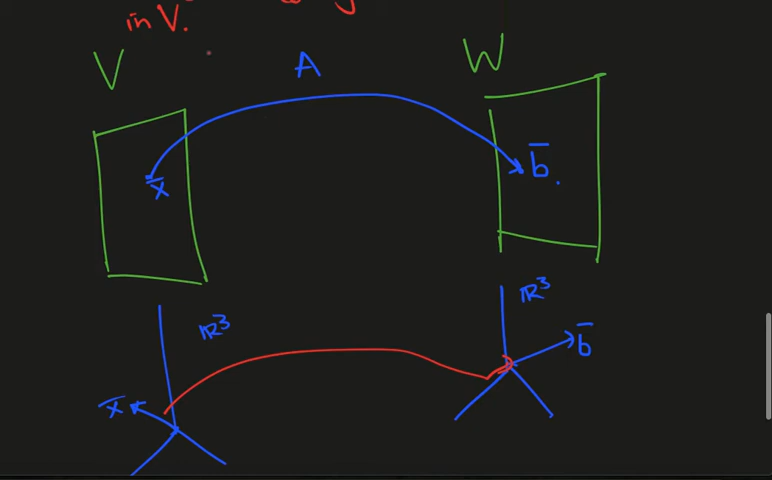 in V.
V
A
W
x̄
b̄.
ℝ³
ℝ³
b̄
x̄